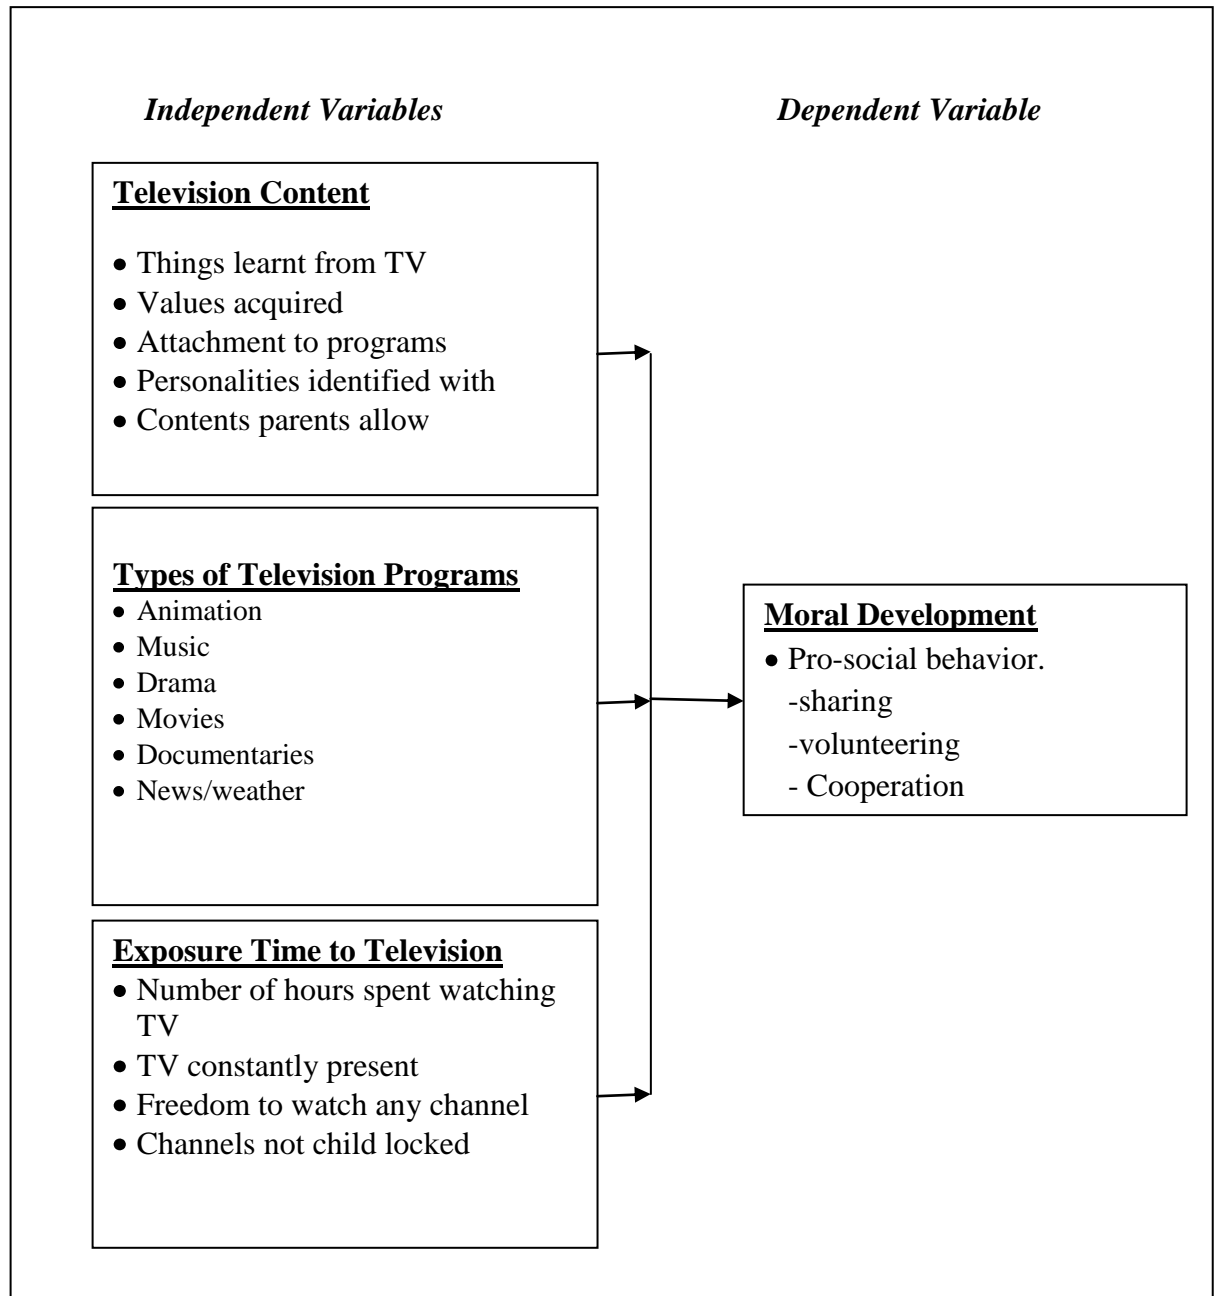 Independent Variables
Dependent Variable
Television Content
• Things learnt from TV
• Values acquired
• Attachment to programs
• Personalities identified with
• Contents parents allow
Types of Television Programs
• Animation
• Music
• Drama
• Movies
• Documentaries
• News/weather
Exposure Time to Television
• Number of hours spent watching
TV
• TV constantly present
• Freedom to watch any channel
• Channels not child locked
Moral Development
• Pro-social behavior.
-sharing
-volunteering
- Cooperation